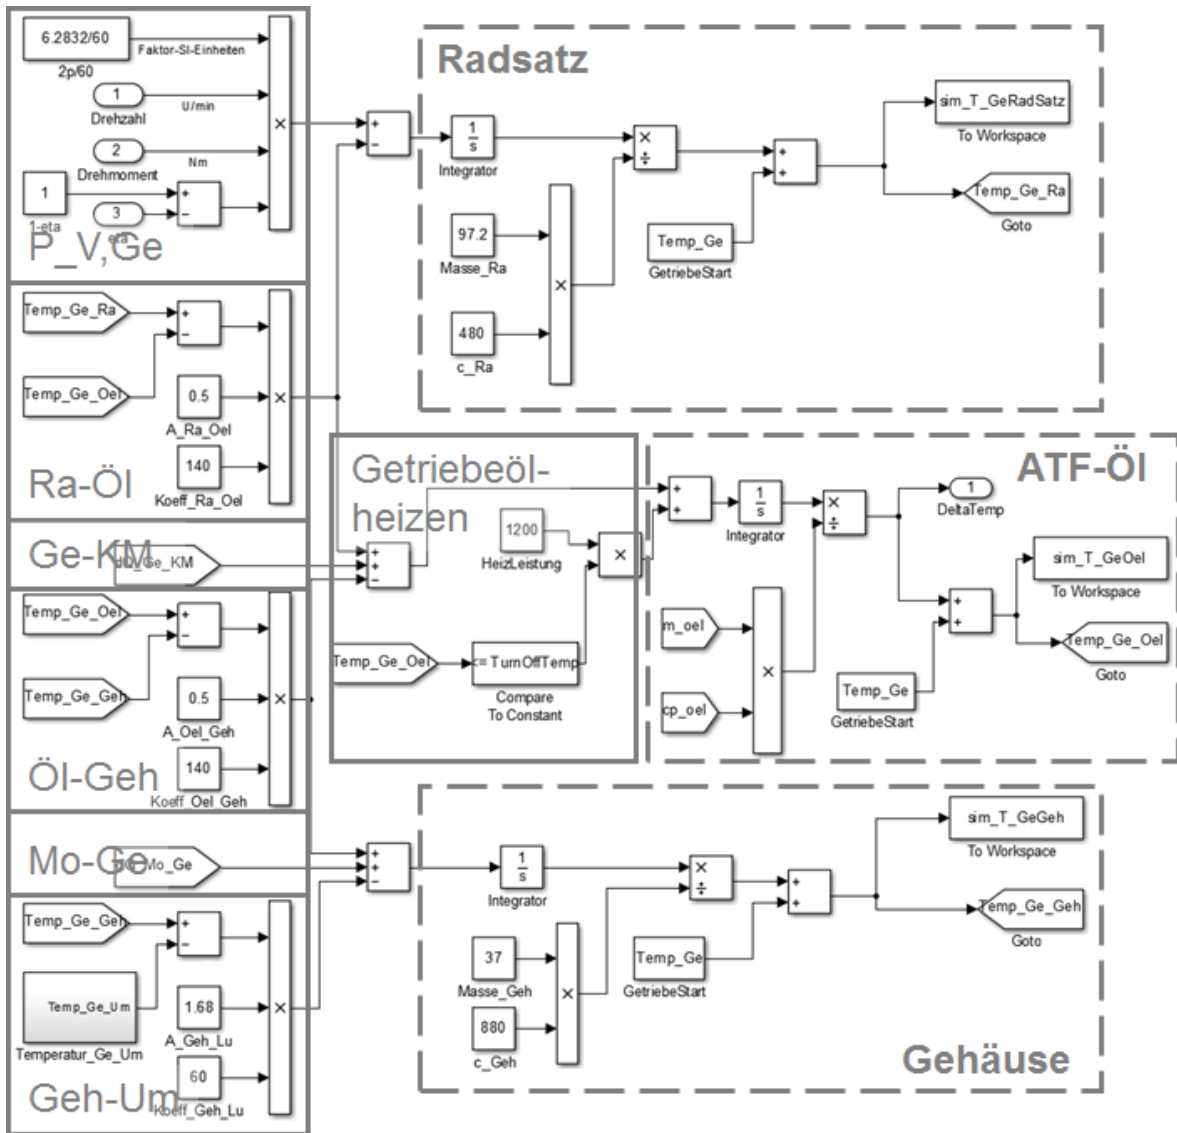 6.2832/60
Faktor-SI-Einheiten
2p/60
1
U/min
Drehzahl
2
Nm
Drehmoment
1
3
1-eta
eta
P_V,Ge
×
+
−
+
−
Radsatz
1
s
Integrator
×
÷
+
+
sim_T_GeRadSatz
To Workspace
Temp_Ge_Ra
Goto
97.2
Masse_Ra
Temp_Ge
GetriebeStart
×
480
c_Ra
Temp_Ge_Ra
+
−
Temp_Ge_Oel
0.5
×
A_Ra_Oel
140
Ra-Öl
Koeff_Ra_Oel
Ge-KM
dQ_Ge_KM
+
+
−
Getriebeöl-
heizen
1200
HeizLeistung
×
Temp_Ge_Oel
<= TurnOffTemp
Compare
To Constant
ATF-Öl
+
+
1
s
Integrator
×
÷
1
DeltaTemp
sim_T_GeOel
To Workspace
+
+
Temp_Ge_Oel
Goto
m_oel
×
cp_oel
Temp_Ge
GetriebeStart
Temp_Ge_Oel
+
−
Temp_Ge_Geh
0.5
×
A_Oel_Geh
140
Öl-Geh
Koeff_Oel_Geh
Mo-Ge
_Mo_Ge
+
+
−
Temp_Ge_Geh
+
−
Temp_Ge_Um
Temperatur_Ge_Um
1.68
×
A_Geh_Lu
60
Geh-Um
Koeff_Geh_Lu
1
s
Integrator
×
÷
+
+
sim_T_GeGeh
To Workspace
Temp_Ge_Geh
Goto
37
Masse_Geh
Temp_Ge
GetriebeStart
×
880
c_Geh
Gehäuse